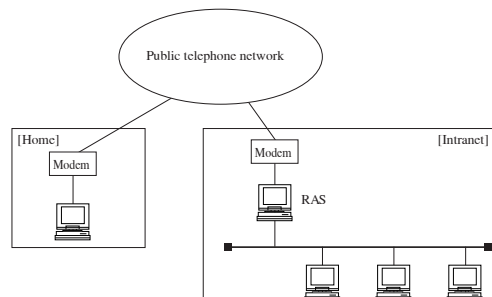 Public telephone network
[Home]
[Intranet]
Modem
Modem
RAS